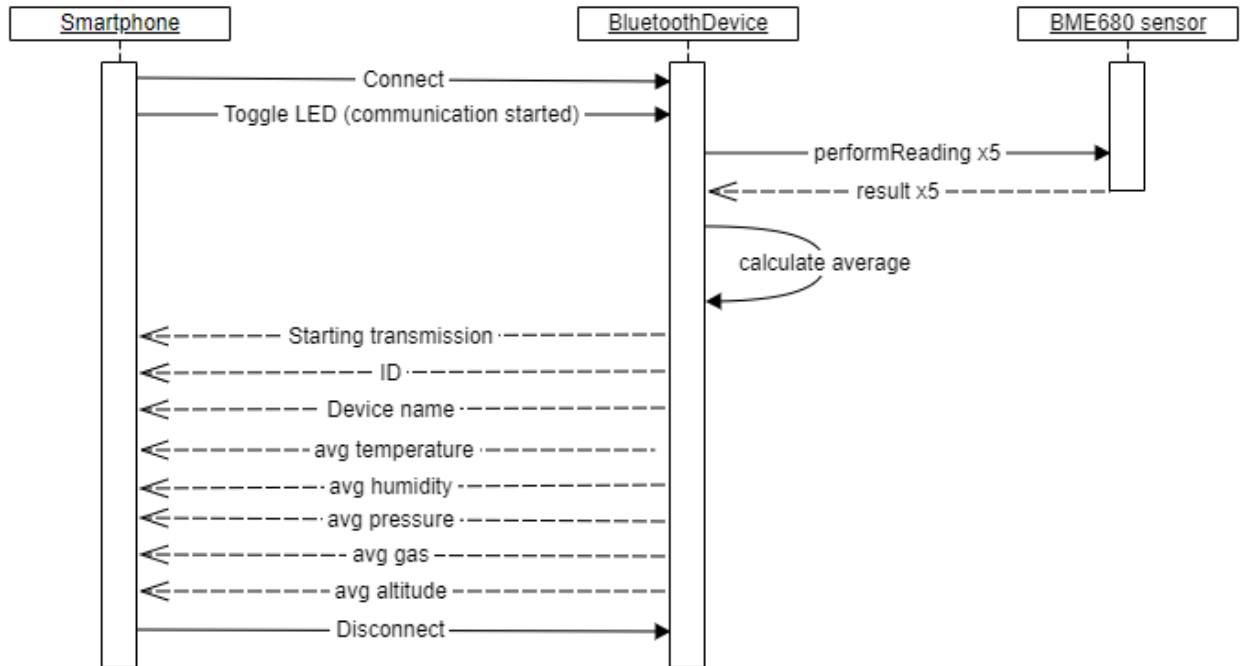 Smartphone
BluetoothDevice
BME680 sensor
Connect
Toggle LED (communication started)
performReading x5
result x5
calculate average
Starting transmission
ID
Device name
avg temperature
avg humidity
avg pressure
avg gas
avg altitude
Disconnect